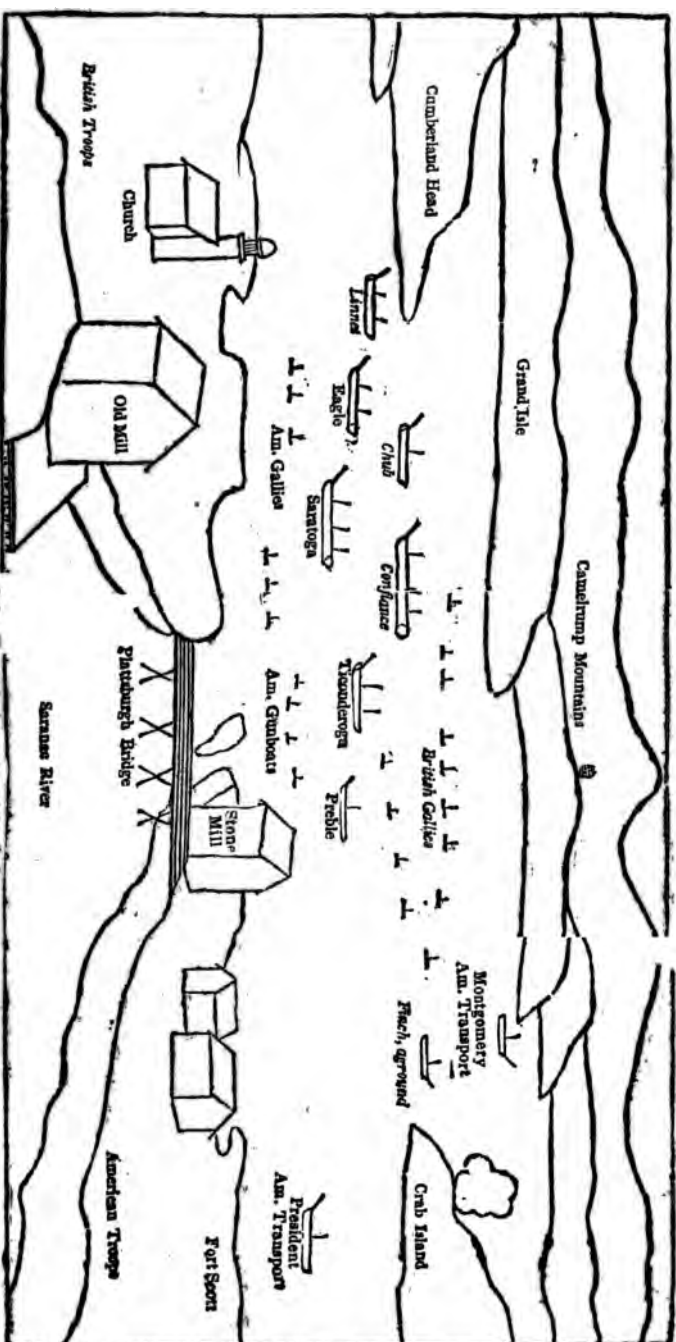 Camelrump Mountains
Grand Isle
Cumberland Head
Montgomery
Am. Transport
Finch, aground
Crab Island
Linnet
Chub
Confiance
British Gallies
Eagle
Saratoga
Ticonderoga
Preble
President
Am. Transport
Am. Gallies
Am. Gunboats
Church
Old Mill
Stone
Mill
Fort Scott
British Troops
Plattsburgh Bridge
Saranac River
American Troops